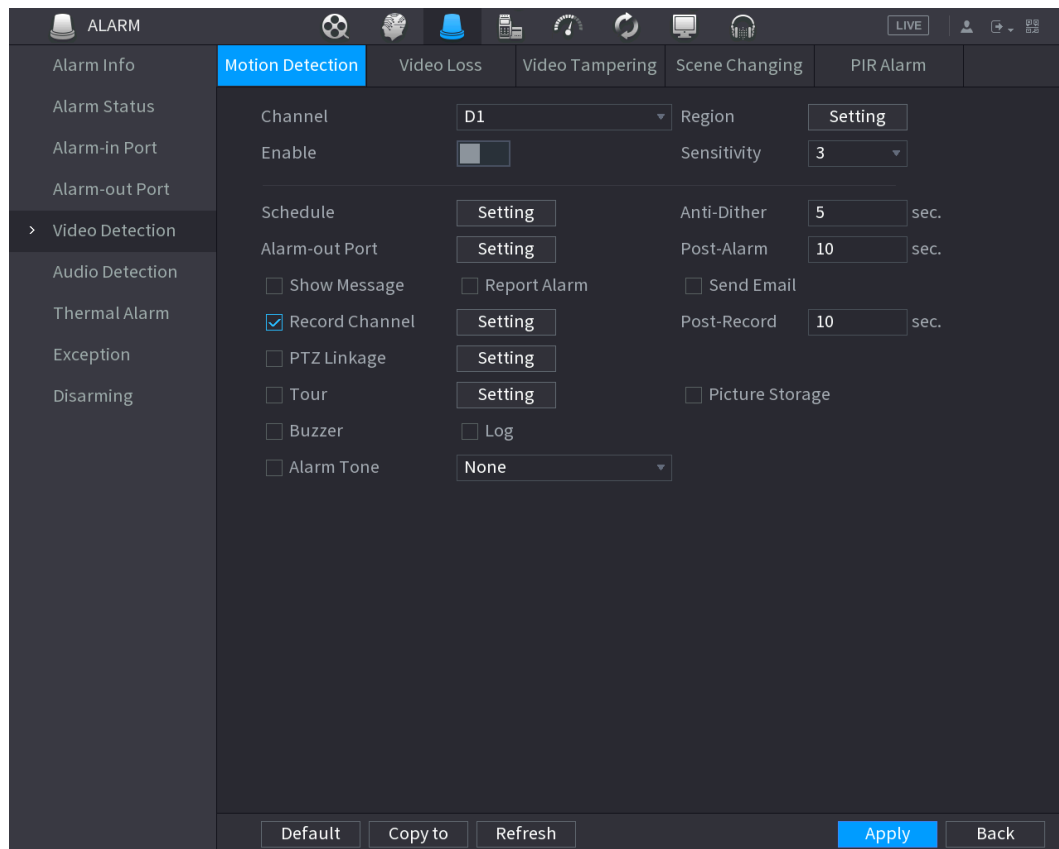 ALARM
LIVE
Alarm Info
Alarm Status
Alarm-in Port
Alarm-out Port
> Video Detection
Audio Detection
Thermal Alarm
Exception
Disarming
Motion Detection Video Loss Video Tampering Scene Changing PIR Alarm
Channel D1 Region Setting
Enable Sensitivity 3
Schedule Setting Anti-Dither 5 sec.
Alarm-out Port Setting Post-Alarm 10 sec.
Show Message Report Alarm Send Email
Record Channel Setting Post-Record 10 sec.
PTZ Linkage Setting
Tour Setting Picture Storage
Buzzer Log
Alarm Tone None
Default Copy to Refresh Apply Back